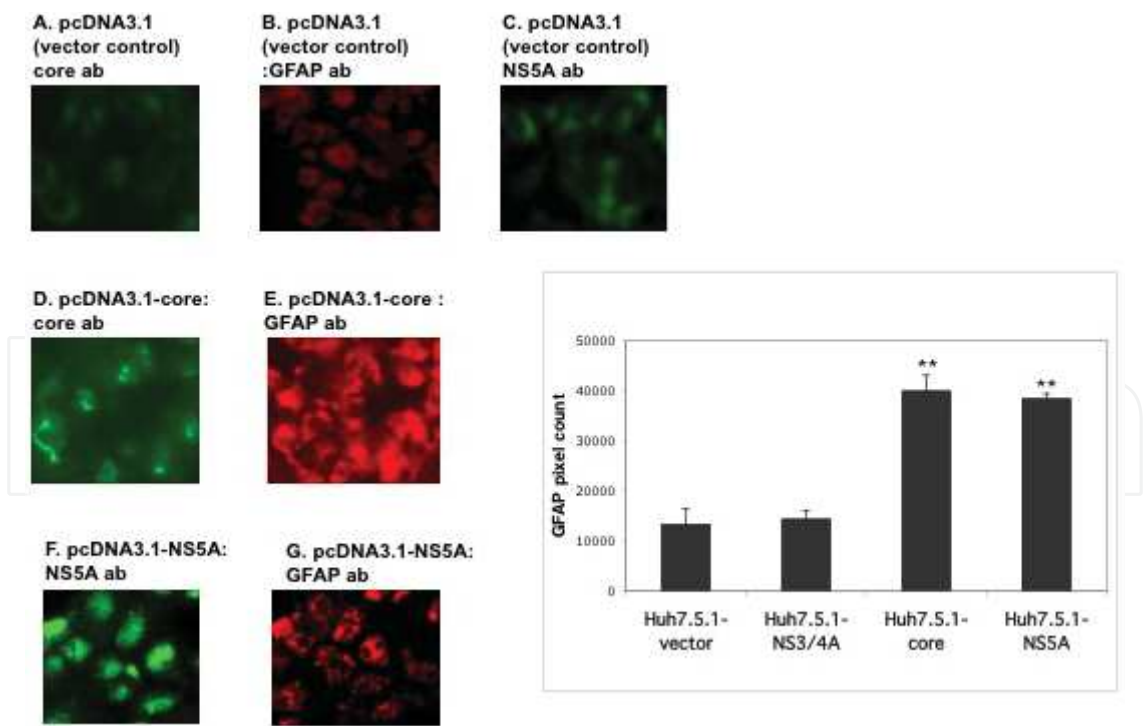 A. pcDNA3.1
(vector control)
core ab
B. pcDNA3.1
(vector control)
:GFAP ab
C. pcDNA3.1
(vector control)
NS5A ab
D. pcDNA3.1-core:
core ab
E. pcDNA3.1-core :
GFAP ab
F. pcDNA3.1-NS5A:
NS5A ab
G. pcDNA3.1-NS5A:
GFAP ab
GFAP pixel count
50000
40000
30000
20000
10000
0
**
**
Huh7.5.1-
vector
Huh7.5.1-
NS3/4A
Huh7.5.1-
core
Huh7.5.1-
NS5A